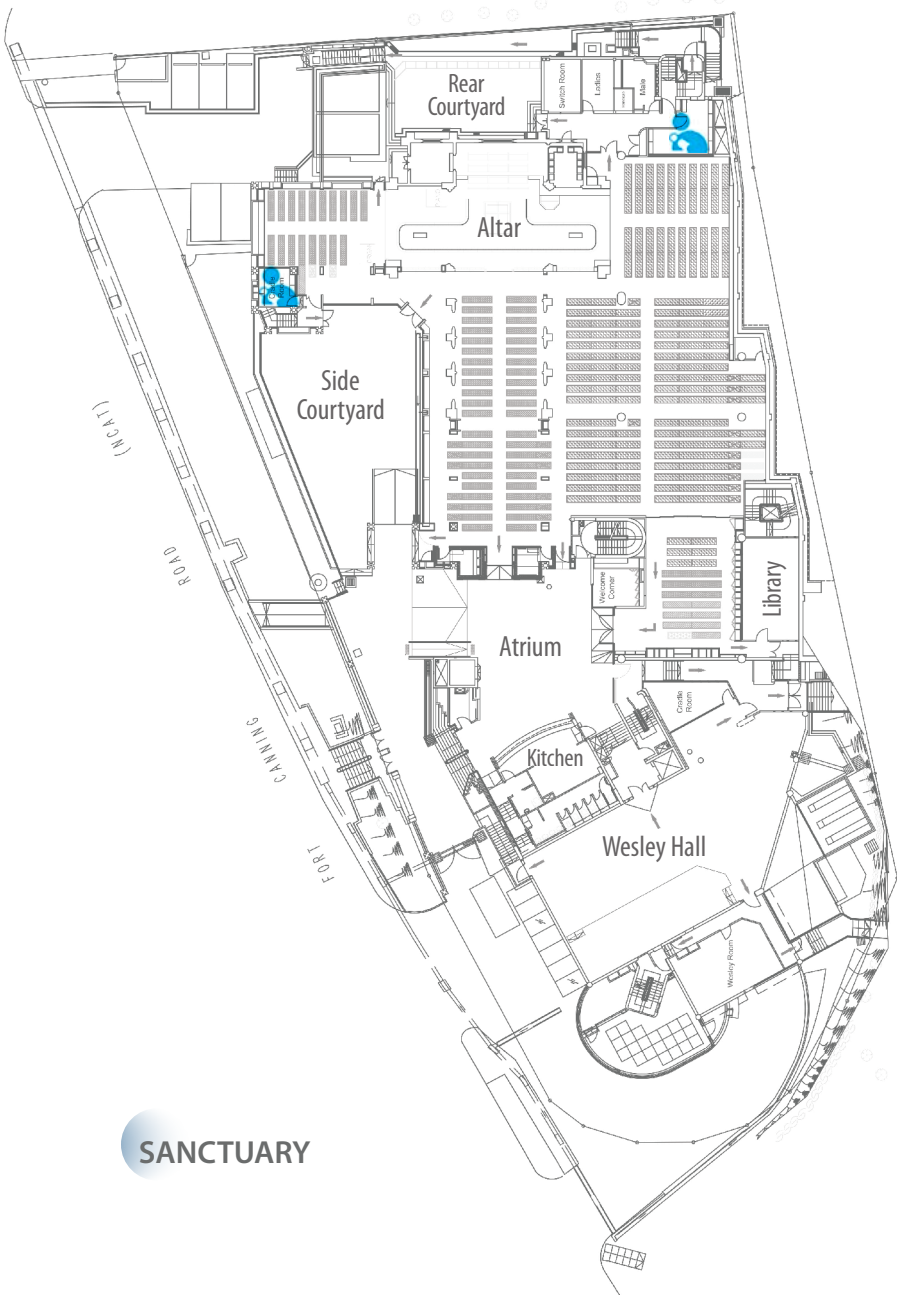 Rear
Courtyard
Switch Room
Ladies
Male
Altar
Side
Courtyard
(NCAT)
ROAD
CANNING
FORT
Welcome
Corner
Library
Atrium
Cradle
Room
Kitchen
Wesley Hall
Wesley Room
SANCTUARY